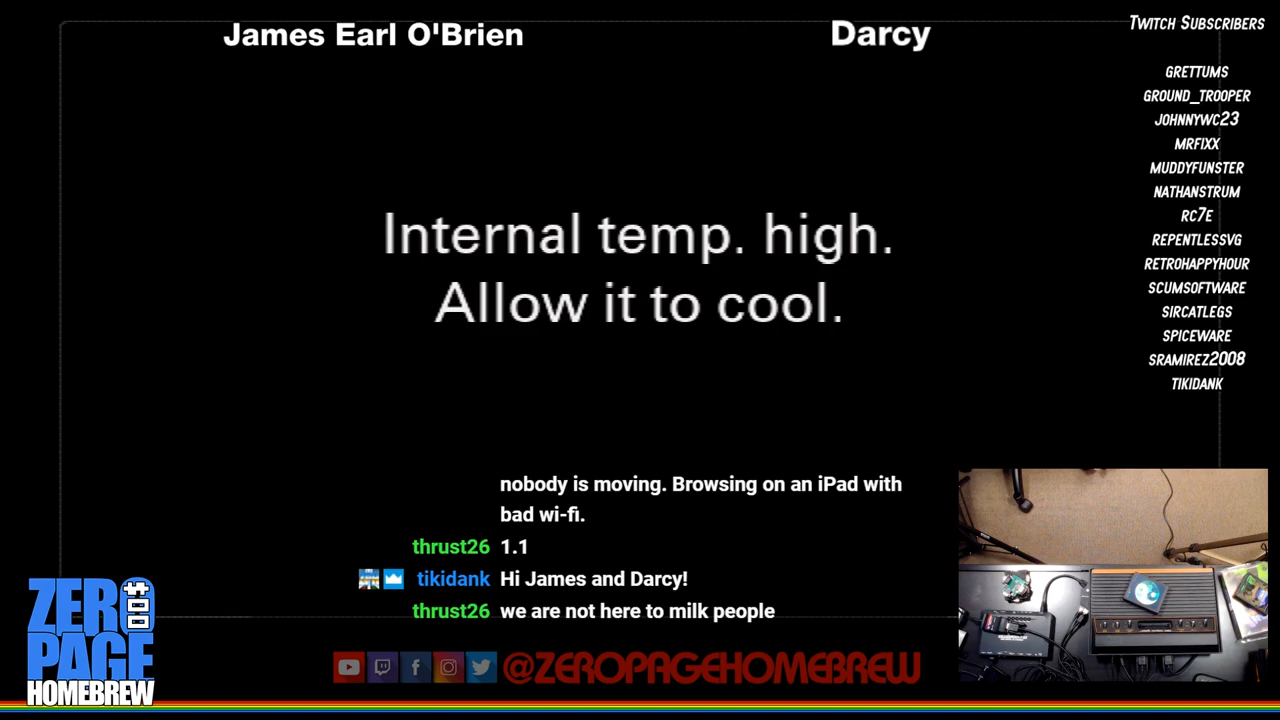 James Earl O'Brien
Darcy
TWITCH SUBSCRIBERS
GRETTUMS
GROUND_TROOPER
JOHNNYWC23
MRFIXX
MUDDYFUNSTER
NATHANSTRUM
RC7E
REPENTLESSVG
RETROHAPPYHOUR
SCUMSOFTWARE
SIRCATLEGS
SPICEWARE
SRAMIREZ2008
TIKIDANK
Internal temp. high.
Allow it to cool.
nobody is moving. Browsing on an iPad with
bad wi-fi.
thrust26 1.1
tikidank Hi James and Darcy!
thrust26 we are not here to milk people
ZERO
PAGE
HOMEBREW
@ZEROPAGEHOMEBREW